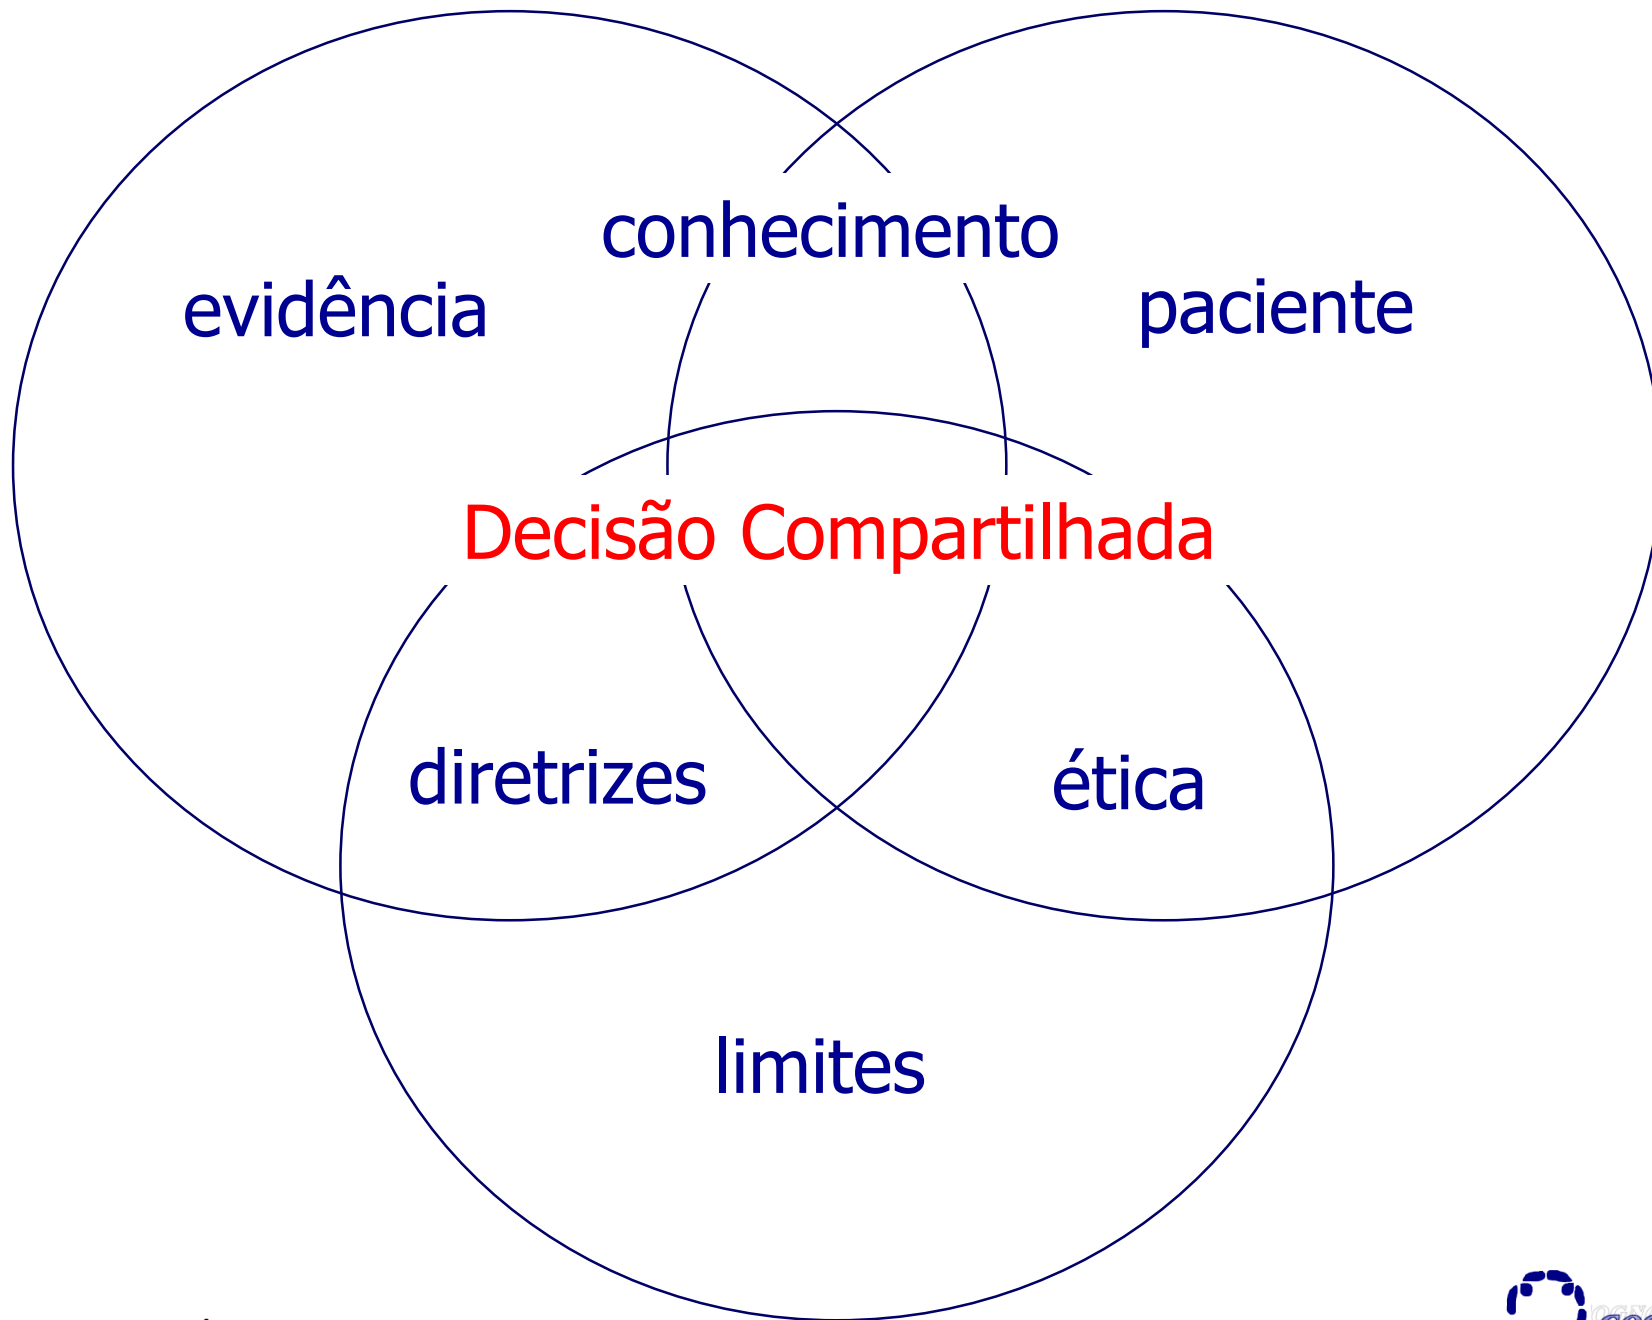 conhecimento
evidência
paciente
Decisão Compartilhada
diretrizes
ética
limites